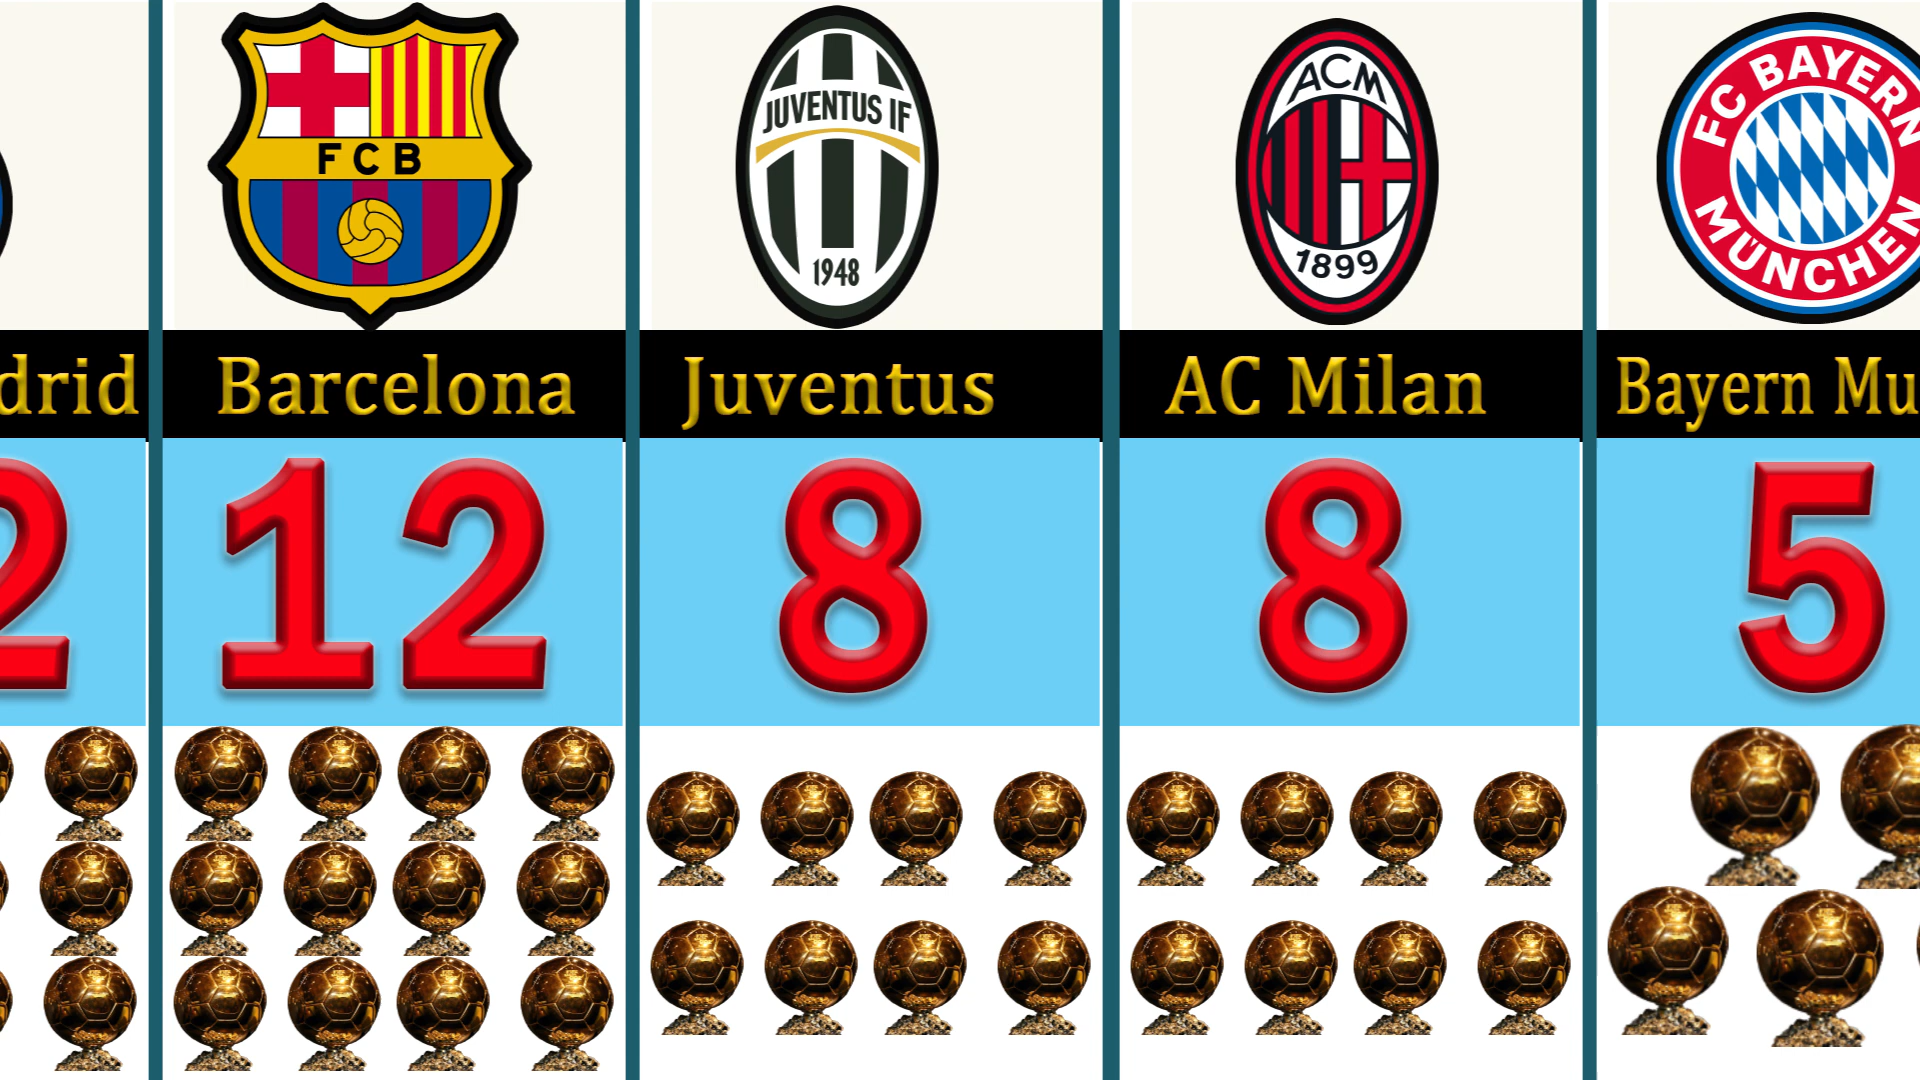 FCB
JUVENTUS IF
1948
ACM
1899
FC BAYERN
MÜNCHEN
drid
Barcelona
Juventus
AC Milan
Bayern Mu
2
12
8
8
5